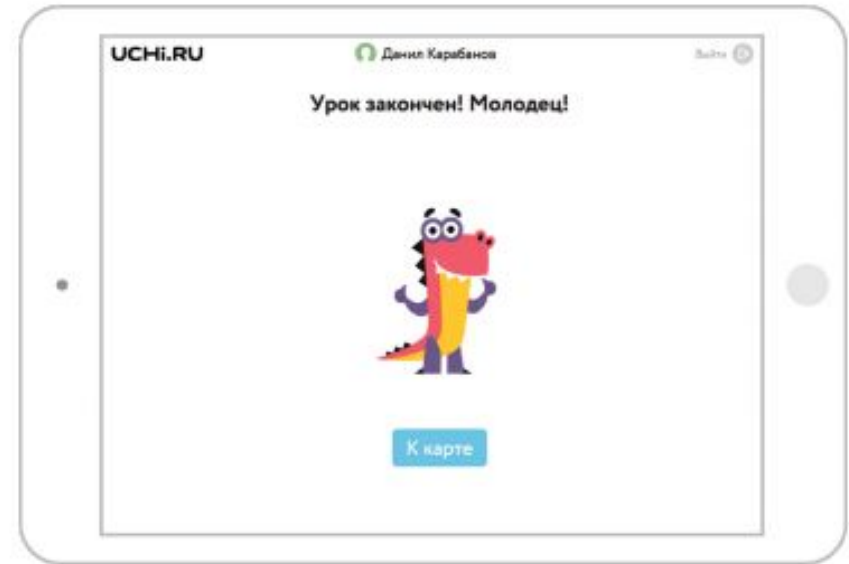 UCHi.RU
Данил Карабанов
Выйти
Урок закончен! Молодец!
К карте